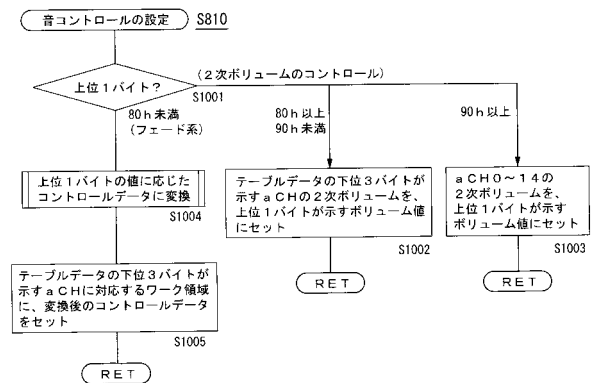 音コントロールの設定
S810
上位1バイト?
S1001
(2次ボリュームのコントロール)
80h未満
(フェード系)
80h以上
90h未満
90h以上
上位1バイトの値に応じた
コントロールデータに変換
S1004
テーブルデータの下位3バイトが
示すaCHの2次ボリュームを、
上位1バイトが示すボリューム値
にセット
S1002
aCH0~14の
2次ボリュームを、
上位1バイトが示す
ボリューム値にセット
S1003
RET
RET
テーブルデータの下位3バイトが
示すaCHに対応するワーク領域
に、変換後のコントロールデータ
をセット
S1005
RET